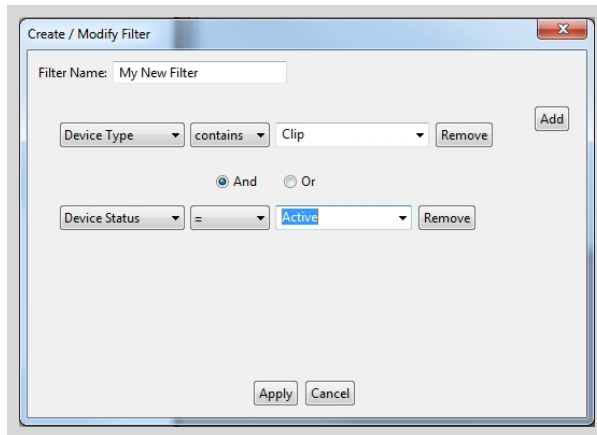 Create / Modify Filter
Filter Name: My New Filter
Add
Device Type contains Clip Remove
And Or
Device Status = Active Remove
Apply Cancel